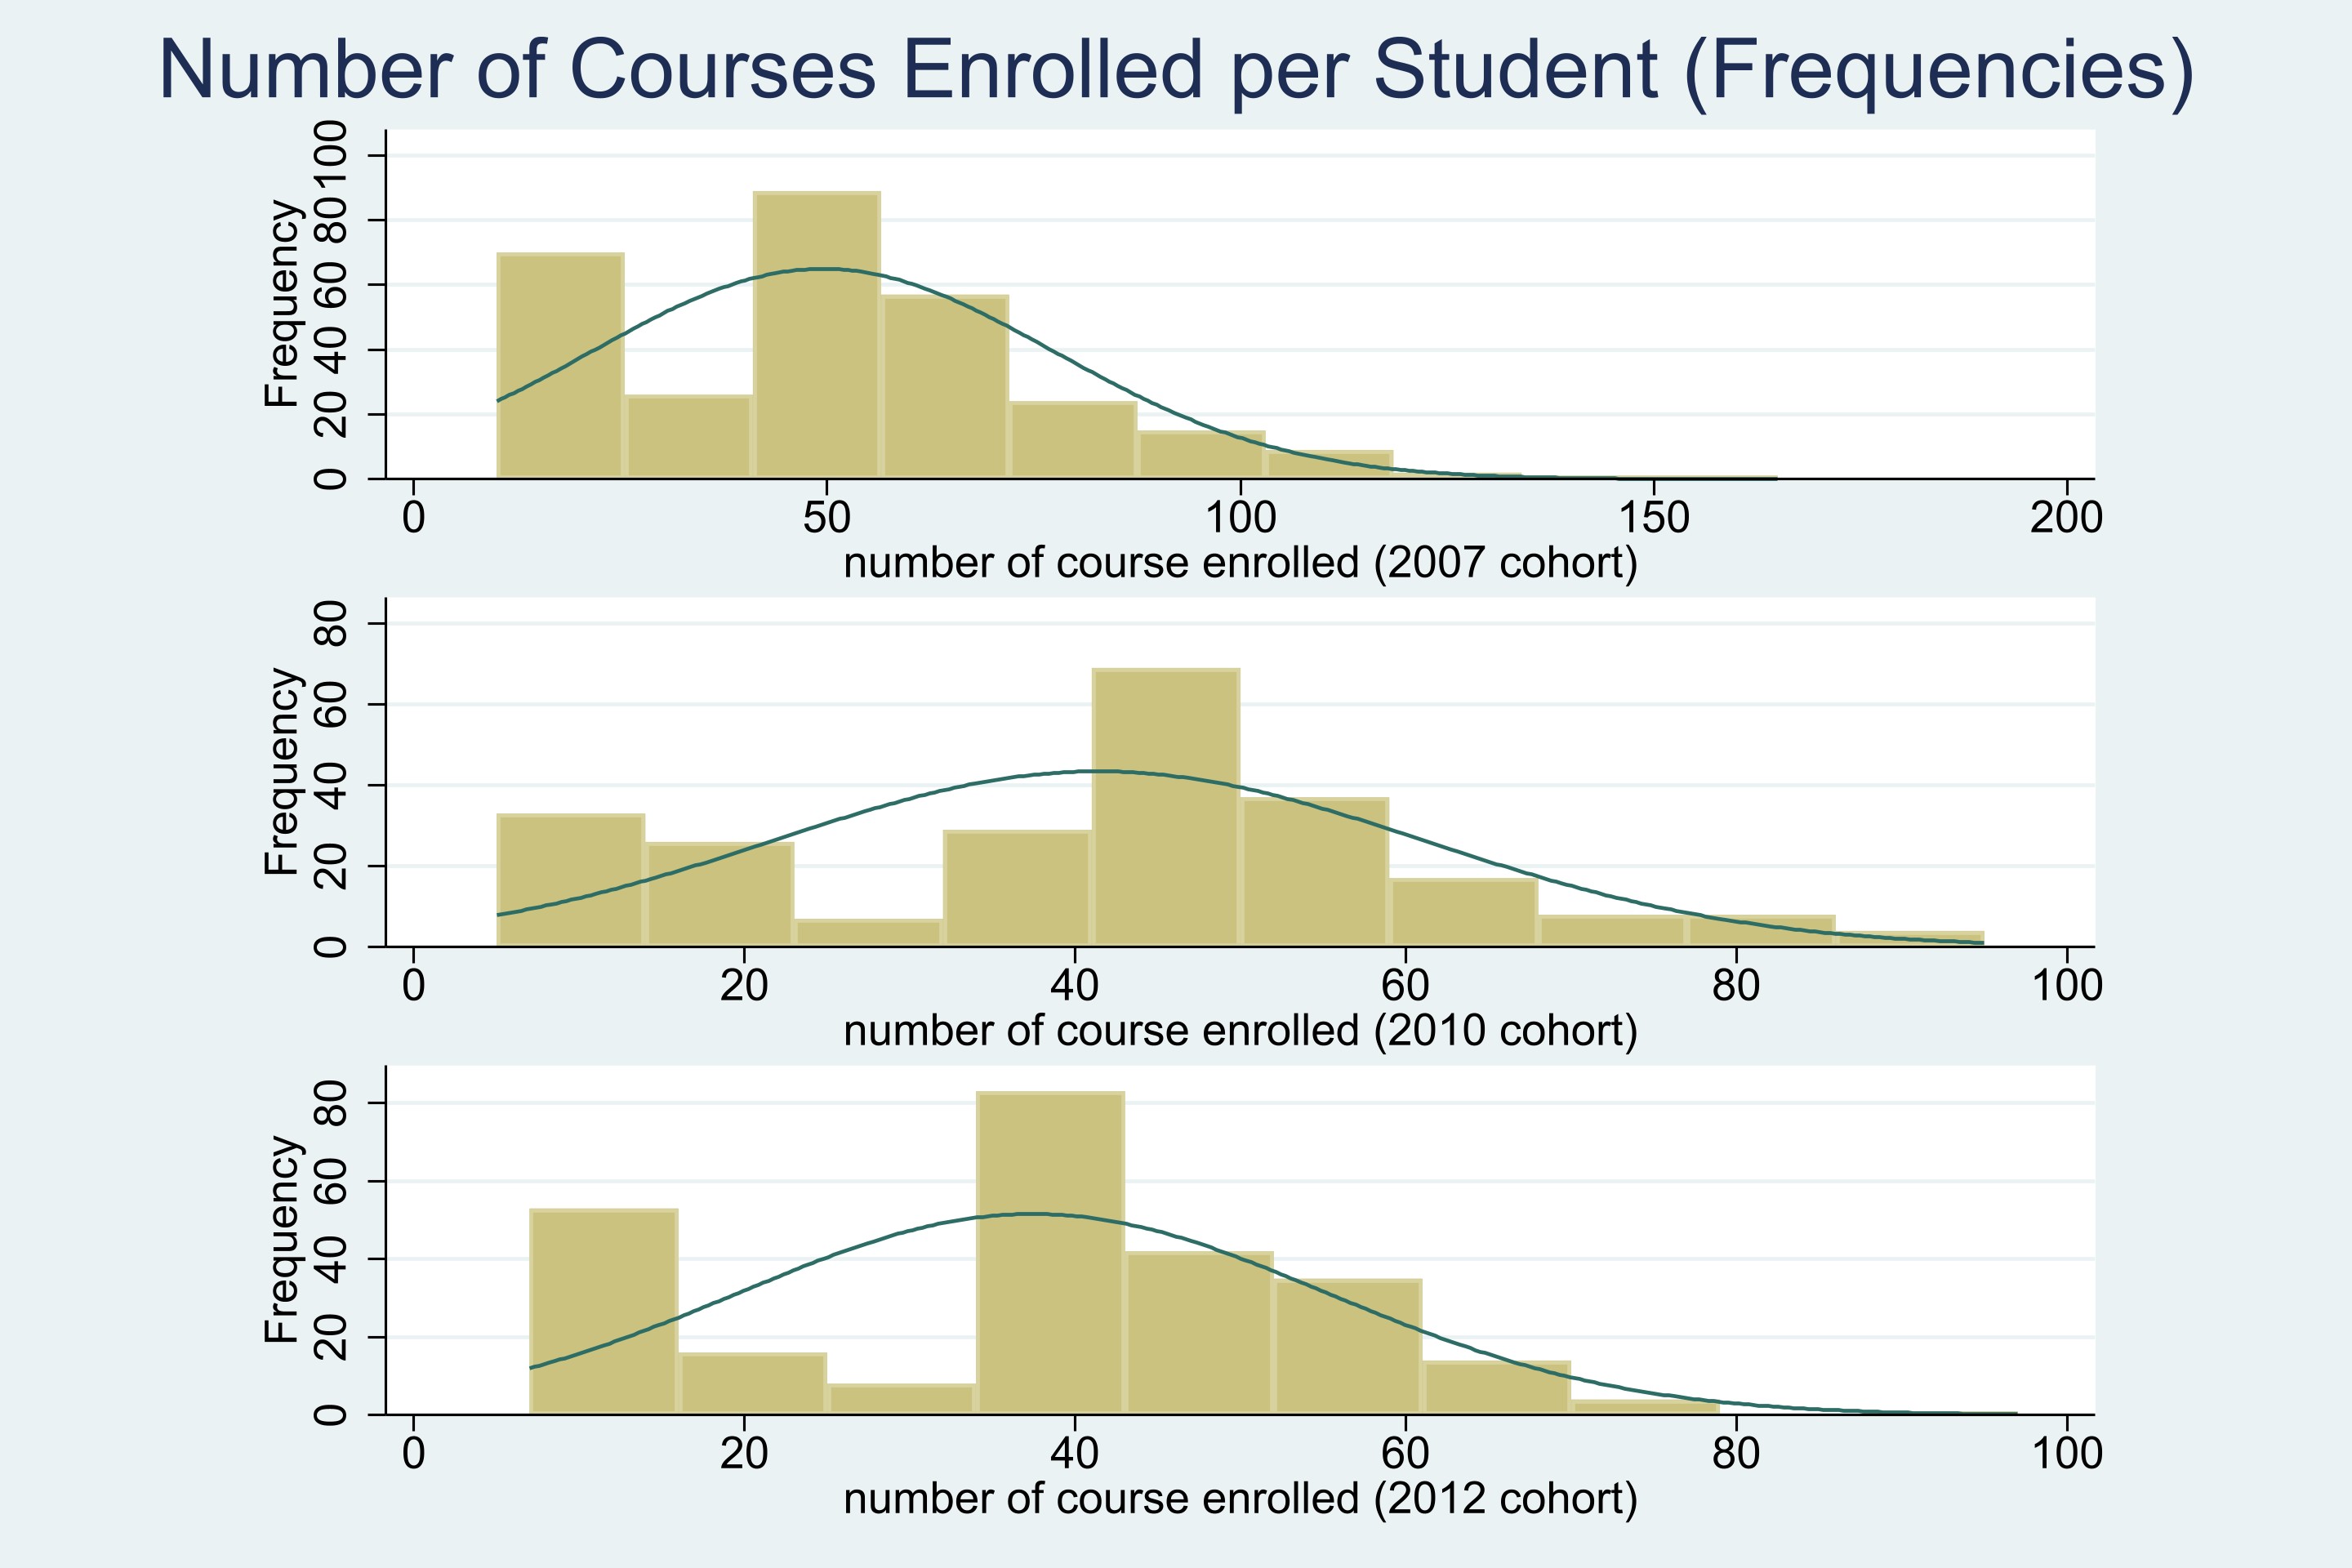 Number of Courses Enrolled per Student (Frequencies)
Frequency
0 20 40 60 80 100
0 50 100 150 200
number of course enrolled (2007 cohort)
Frequency
0 20 40 60 80
0 20 40 60 80 100
number of course enrolled (2010 cohort)
Frequency
0 20 40 60 80
0 20 40 60 80 100
number of course enrolled (2012 cohort)